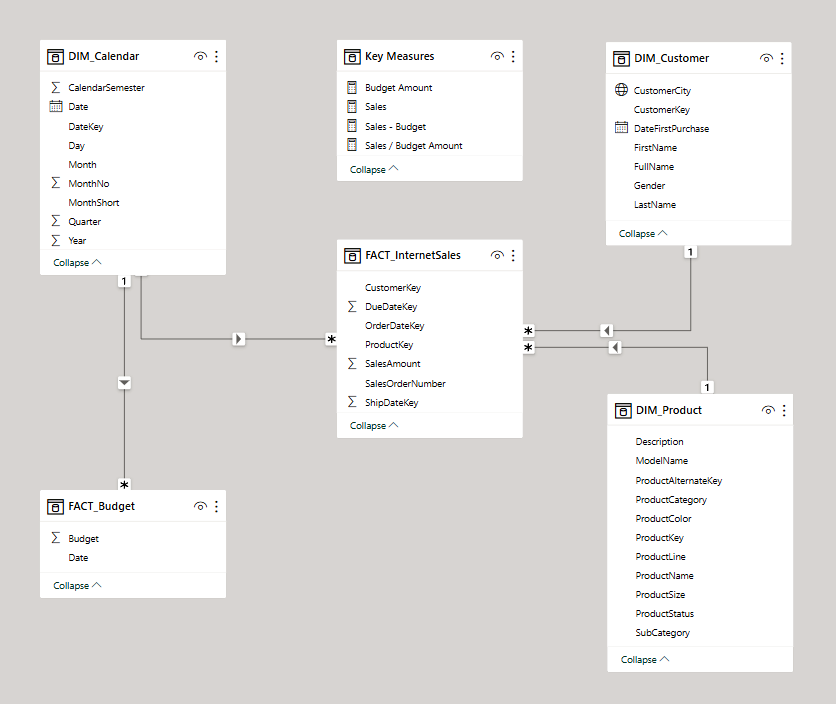 DIM_Calendar
CalendarSemester
Date
DateKey
Day
Month
MonthNo
MonthShort
Quarter
Year
Collapse
Key Measures
Budget Amount
Sales
Sales - Budget
Sales / Budget Amount
Collapse
DIM_Customer
CustomerCity
CustomerKey
DateFirstPurchase
FirstName
FullName
Gender
LastName
Collapse
1
1
FACT_InternetSales
CustomerKey
DueDateKey
OrderDateKey
ProductKey
SalesAmount
SalesOrderNumber
ShipDateKey
Collapse
*
*
*
1
*
FACT_Budget
Budget
Date
Collapse
DIM_Product
Description
ModelName
ProductAlternateKey
ProductCategory
ProductColor
ProductKey
ProductLine
ProductName
ProductSize
ProductStatus
SubCategory
Collapse